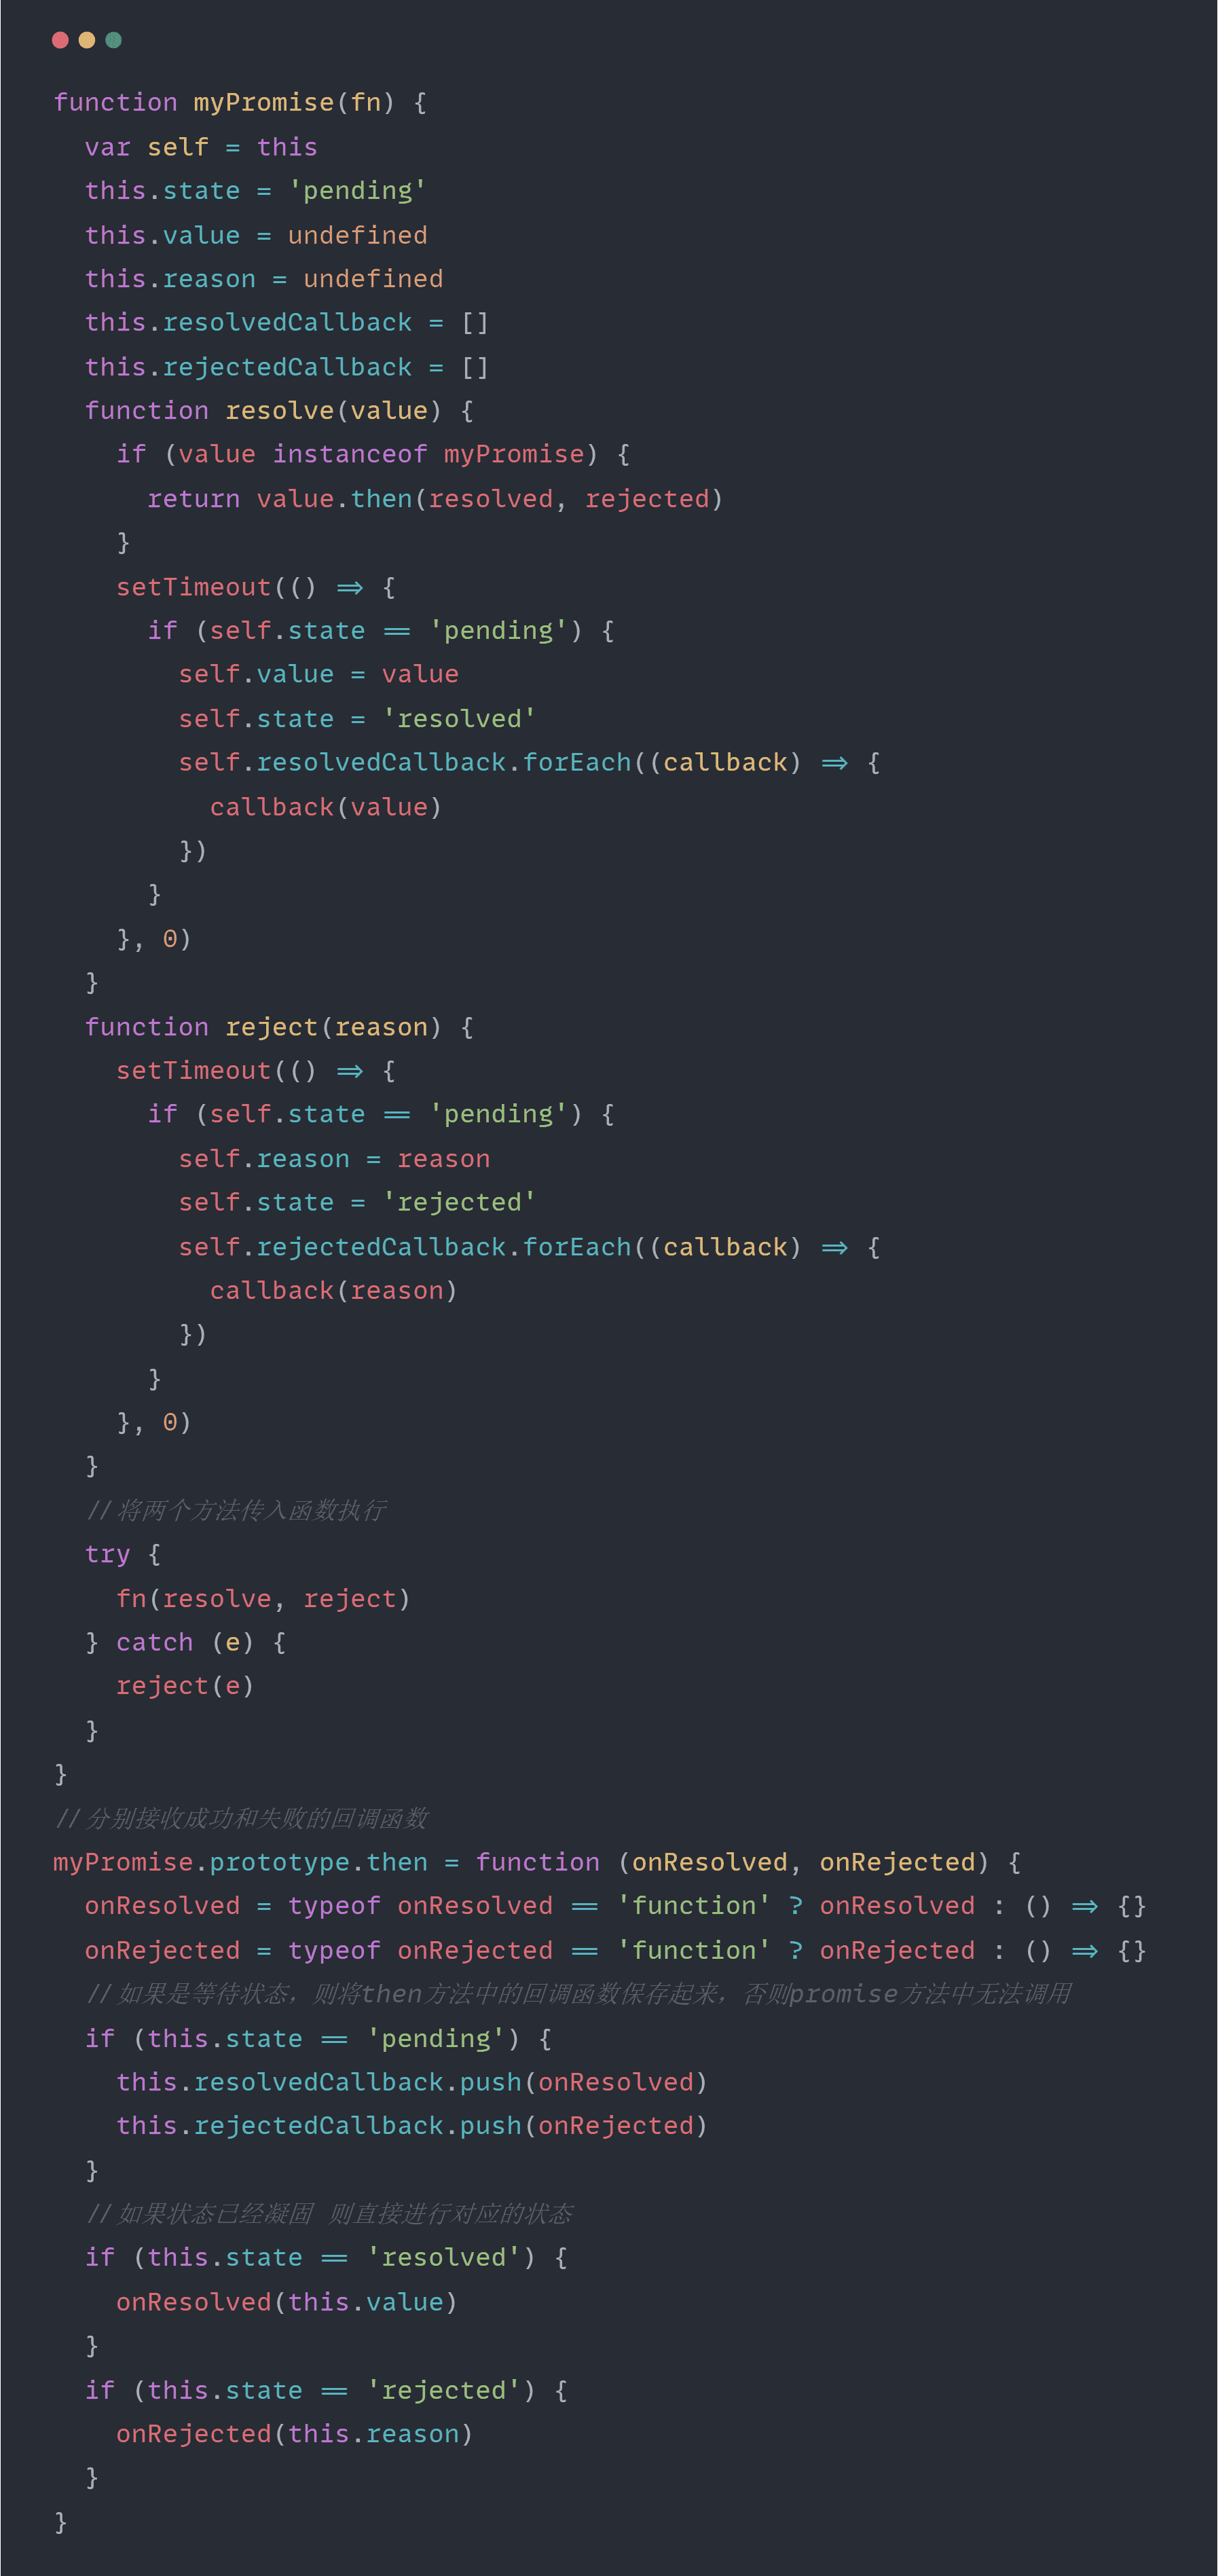 function myPromise(fn) {
  var self = this
  this.state = 'pending'
  this.value = undefined
  this.reason = undefined
  this.resolvedCallback = []
  this.rejectedCallback = []
  function resolve(value) {
    if (value instanceof myPromise) {
      return value.then(resolved, rejected)
    }
    setTimeout(() => {
      if (self.state == 'pending') {
        self.value = value
        self.state = 'resolved'
        self.resolvedCallback.forEach((callback) => {
          callback(value)
        })
      }
    }, 0)
  }
  function reject(reason) {
    setTimeout(() => {
      if (self.state == 'pending') {
        self.reason = reason
        self.state = 'rejected'
        self.rejectedCallback.forEach((callback) => {
          callback(reason)
        })
      }
    }, 0)
  }
  //将两个方法传入函数执行
  try {
    fn(resolve, reject)
  } catch (e) {
    reject(e)
  }
}
//分别接收成功和失败的回调函数
myPromise.prototype.then = function (onResolved, onRejected) {
  onResolved = typeof onResolved == 'function' ? onResolved : () => {}
  onRejected = typeof onRejected == 'function' ? onRejected : () => {}
  //如果是等待状态，则将then方法中的回调函数保存起来，否则promise方法中无法调用
  if (this.state == 'pending') {
    this.resolvedCallback.push(onResolved)
    this.rejectedCallback.push(onRejected)
  }
  //如果状态已经凝固 则直接进行对应的状态
  if (this.state == 'resolved') {
    onResolved(this.value)
  }
  if (this.state == 'rejected') {
    onRejected(this.reason)
  }
}